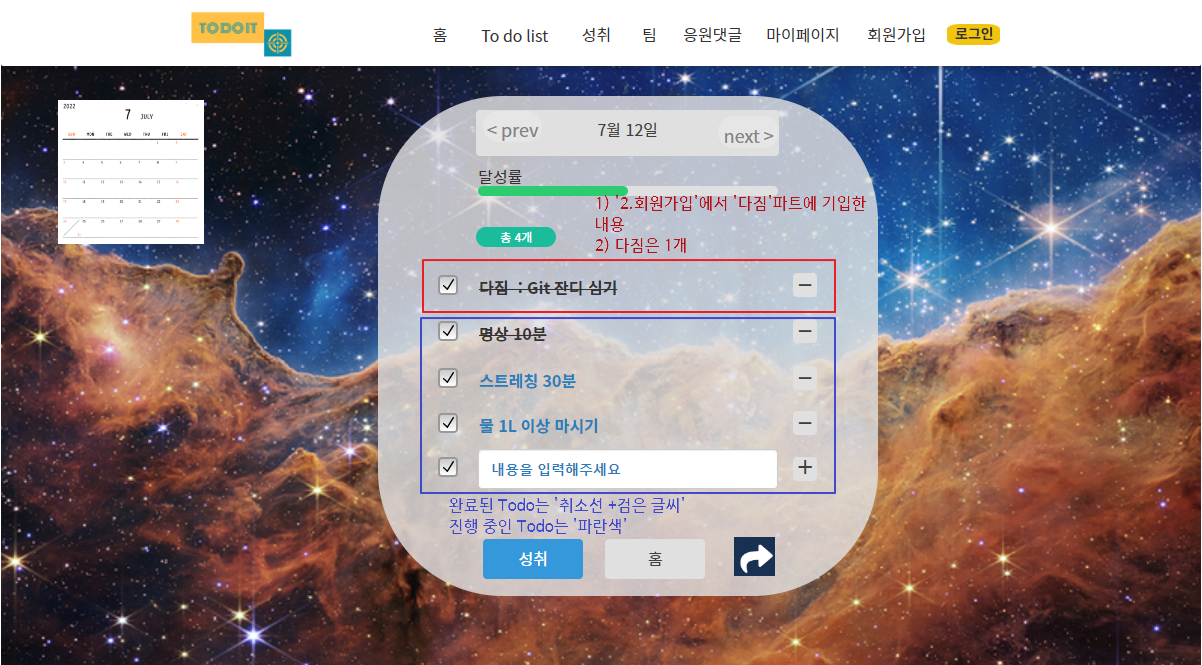 TODOIT
홈 To do list 성취 팀 응원댓글 마이페이지 회원가입 로그인
2022
7 JULY
SUN MON TUE WED THU FRI SAT
< prev 7월 12일 next >
달성률
1) '2.회원가입'에서 '다짐'파트에 기입한
내용
2) 다짐은 1개
총 4개
다짐 : Git 잔디 심기
명상 10분
스트레칭 30분
물 1L 이상 마시기
내용을 입력해주세요
완료된 Todo는 '취소선 +검은 글씨'
진행 중인 Todo는 '파란색'
성취 홈